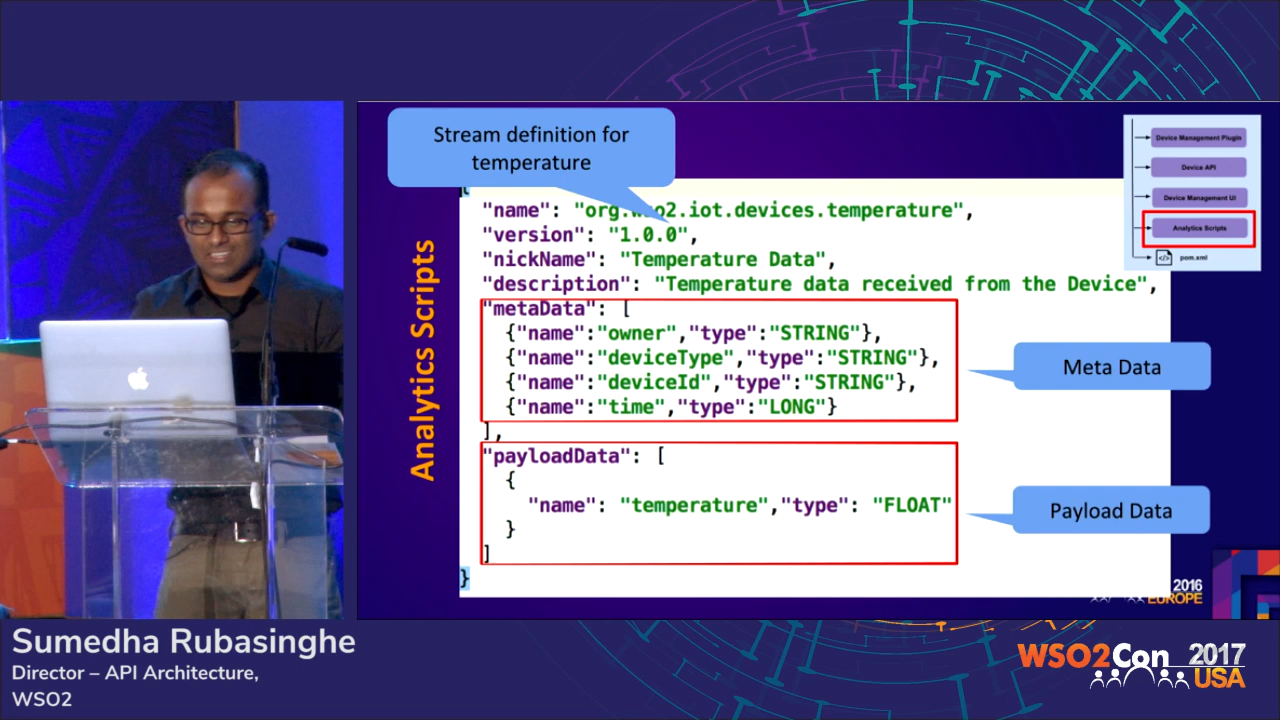 Stream definition for
temperature
Device Management Plugin
Device API
Device Management UI
Analytics Scripts
pom.xml
Analytics Scripts
{
"name": "org.wso2.iot.devices.temperature",
"version": "1.0.0",
"nickName": "Temperature Data",
"description": "Temperature data received from the Device",
"metaData": [
{"name":"owner","type":"STRING"},
{"name":"deviceType","type":"STRING"},
{"name":"deviceId","type":"STRING"},
{"name":"time","type":"LONG"}
],
"payloadData": [
{
"name": "temperature","type": "FLOAT"
}
]
}
Meta Data
Payload Data
2016
EUROPE
Sumedha Rubasinghe
Director – API Architecture,
WSO2
WSO2Con 2017
USA